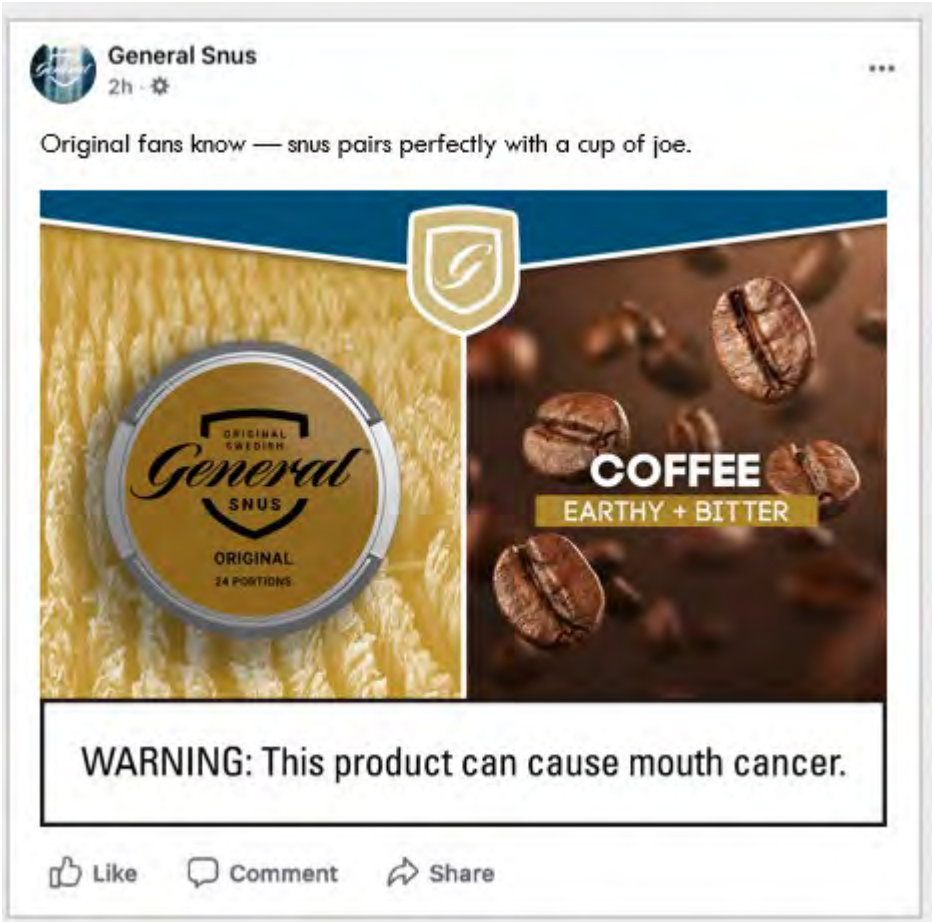 General Snus
2h ·
Original fans know — snus pairs perfectly with a cup of joe.
G
ORIGINAL
SWEDISH
General
SNUS
ORIGINAL
24 PORTIONS
COFFEE
EARTHY + BITTER
WARNING: This product can cause mouth cancer.
Like Comment Share